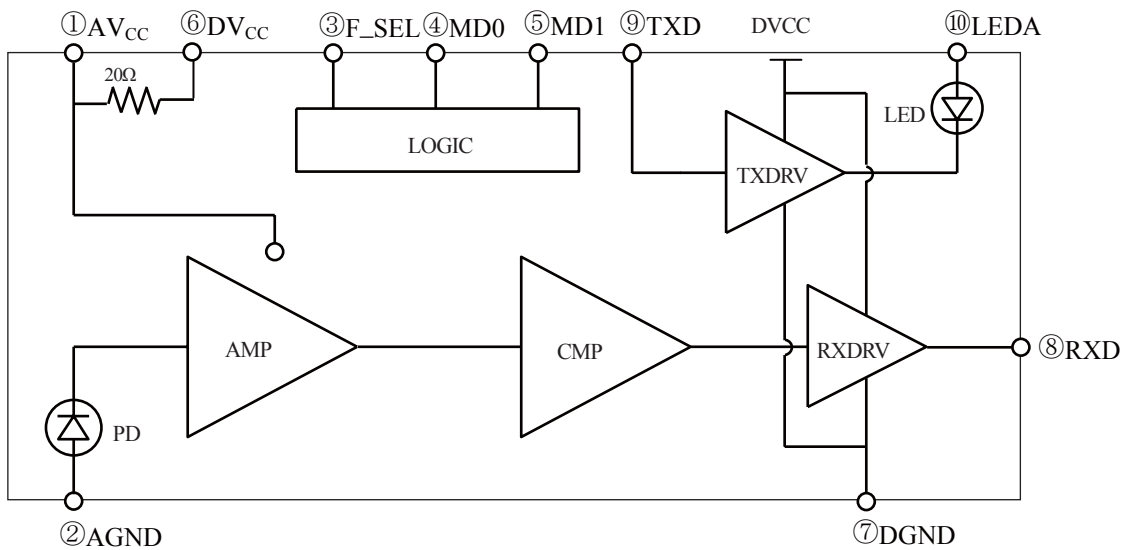 ①AVCC ⑥DVCC ③F_SEL ④MD0 ⑤MD1 ⑨TXD DVCC ⑩LEDA
20Ω
LED
LOGIC
TXDRV
AMP
CMP
RXDRV
⑧RXD
PD
②AGND
⑦DGND